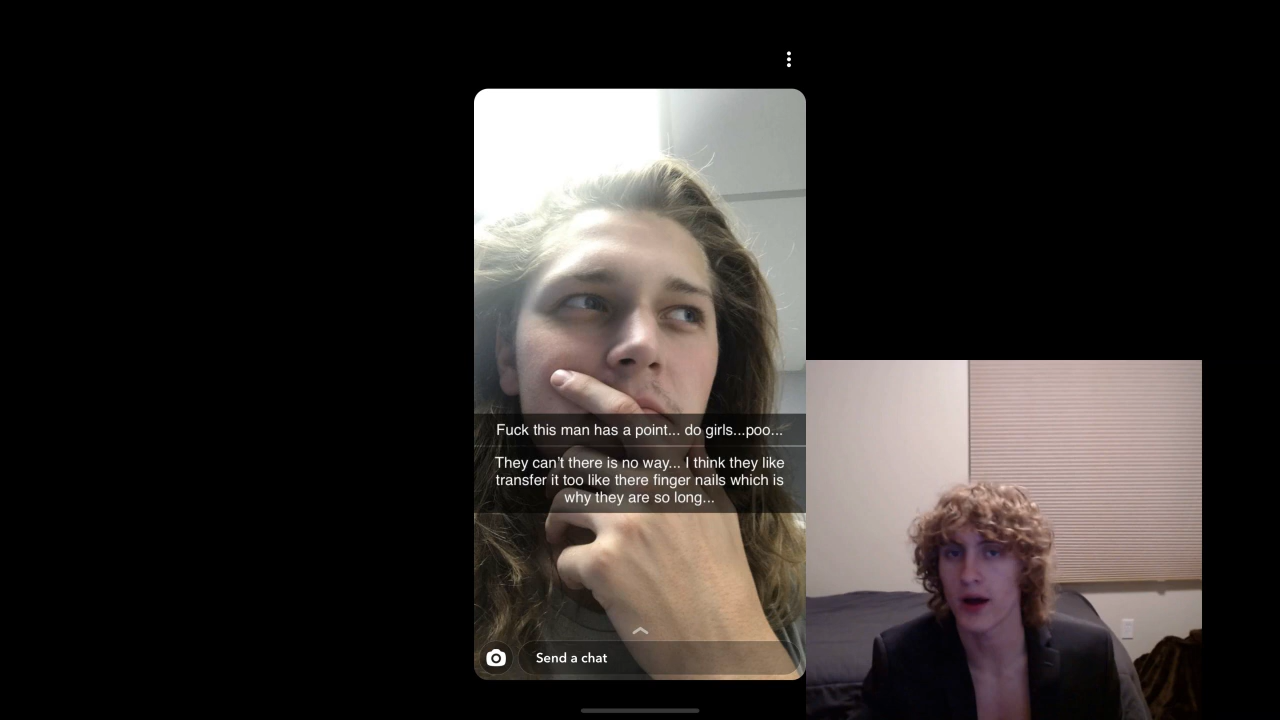 Fuck this man has a point... do girls...poo...
They can't there is no way... I think they like
transfer it too like there finger nails which is
why they are so long...
Send a chat